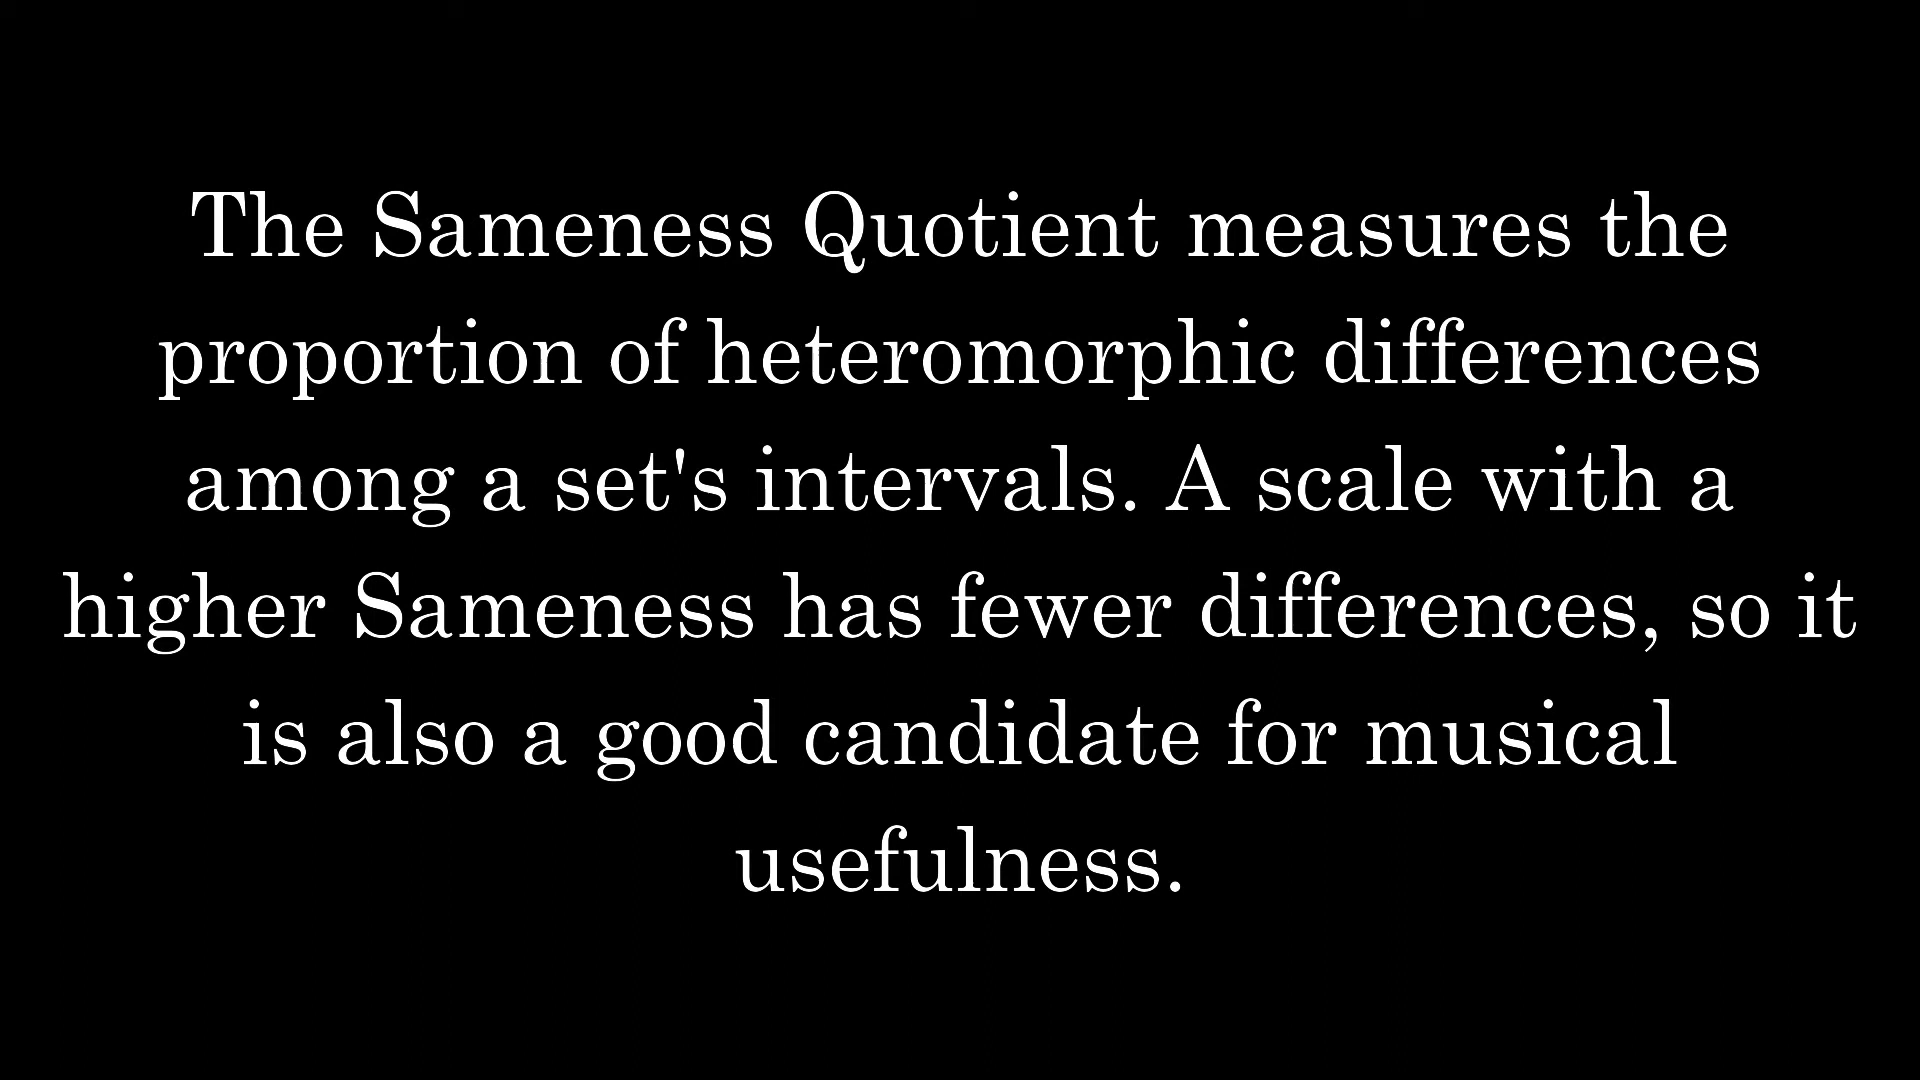 The Sameness Quotient measures the
proportion of heteromorphic differences
among a set's intervals. A scale with a
higher Sameness has fewer differences, so it
is also a good candidate for musical
usefulness.